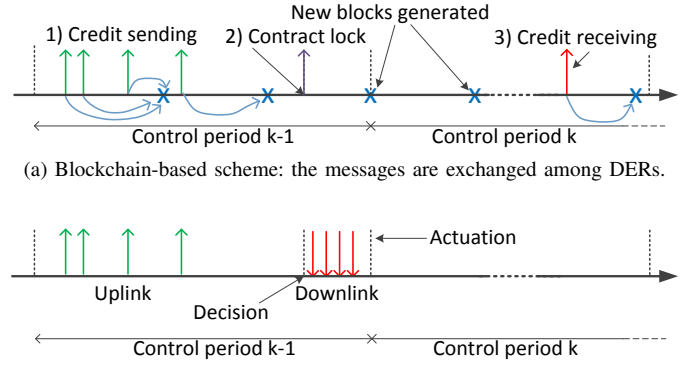 New blocks generated
1) Credit sending
2) Contract lock
3) Credit receiving
Control period k-1
Control period k
(a) Blockchain-based scheme: the messages are exchanged among DERs.
Actuation
Uplink
Downlink
Decision
Control period k-1
Control period k